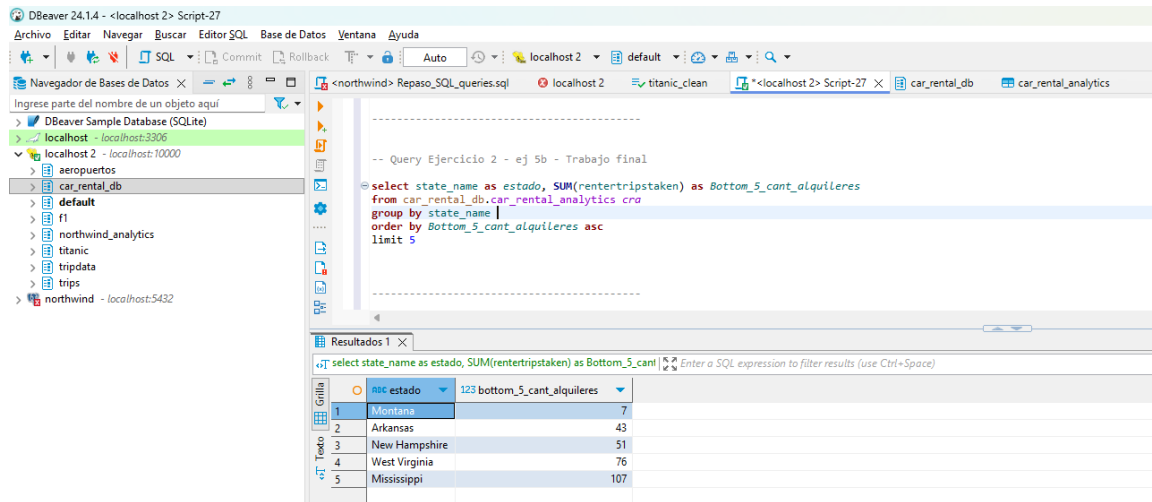 DBeaver 24.1.4 - <localhost 2> Script-27
Archivo Editar Navegar Buscar Editor SQL Base de Datos Ventana Ayuda
SQL Commit Rollback Auto localhost 2 default
Navegador de Bases de Datos
<northwind> Repaso_SQL_queries.sql localhost 2 titanic_clean *<localhost 2> Script-27 car_rental_db car_rental_analytics
Ingrese parte del nombre de un objeto aquí
DBeaver Sample Database (SQLite)
localhost - localhost:3306
localhost 2 - localhost:10000
aeropuertos
car_rental_db
default
f1
northwind_analytics
titanic
tripdata
trips
northwind - localhost:5432
-----------------------------------------
-- Query Ejercicio 2 - ej 5b - Trabajo final
select state_name as estado, SUM(rentertripstaken) as Bottom_5_cant_alquileres
from car_rental_db.car_rental_analytics cra
group by state_name
order by Bottom_5_cant_alquileres asc
limit 5
-----------------------------------------
Resultados 1
select state_name as estado, SUM(rentertripstaken) as Bottom_5_cant Enter a SQL expression to filter results (use Ctrl+Space)
Grilla
Texto
ABC estado 123 bottom_5_cant_alquileres
1 Montana 7
2 Arkansas 43
3 New Hampshire 51
4 West Virginia 76
5 Mississippi 107